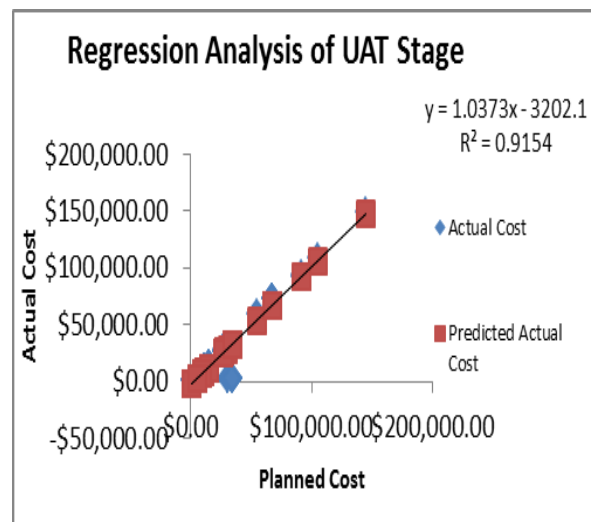 Regression Analysis of UAT Stage
y = 1.0373x - 3202.1
R² = 0.9154
$200,000.00
$150,000.00
$100,000.00
$50,000.00
$0.00
-$50,000.00
Actual Cost
Actual Cost
Predicted Actual
Cost
$0.00 $100,000.00 $200,000.00
Planned Cost